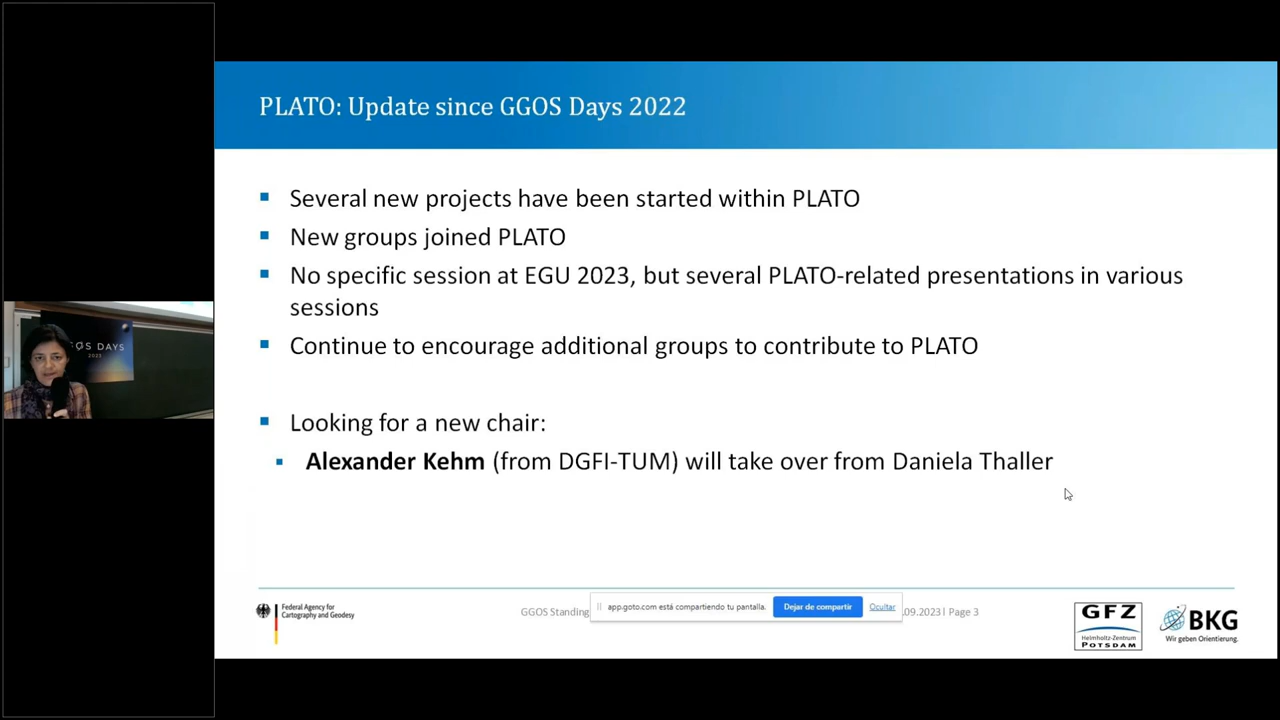 PLATO: Update since GGOS Days 2022
Several new projects have been started within PLATO
New groups joined PLATO
No specific session at EGU 2023, but several PLATO-related presentations in various
sessions
Continue to encourage additional groups to contribute to PLATO
Looking for a new chair:
Alexander Kehm (from DGFI-TUM) will take over from Daniela Thaller
GOS DAYS
2023
Federal Agency for
Cartography and Geodesy
GGOS Standing
app.goto.com está compartiendo tu pantalla.
Dejar de compartir
Ocultar
.09.2023 | Page 3
GFZ
Helmholtz-Zentrum
POTSDAM
BKG
Wir geben Orientierung.